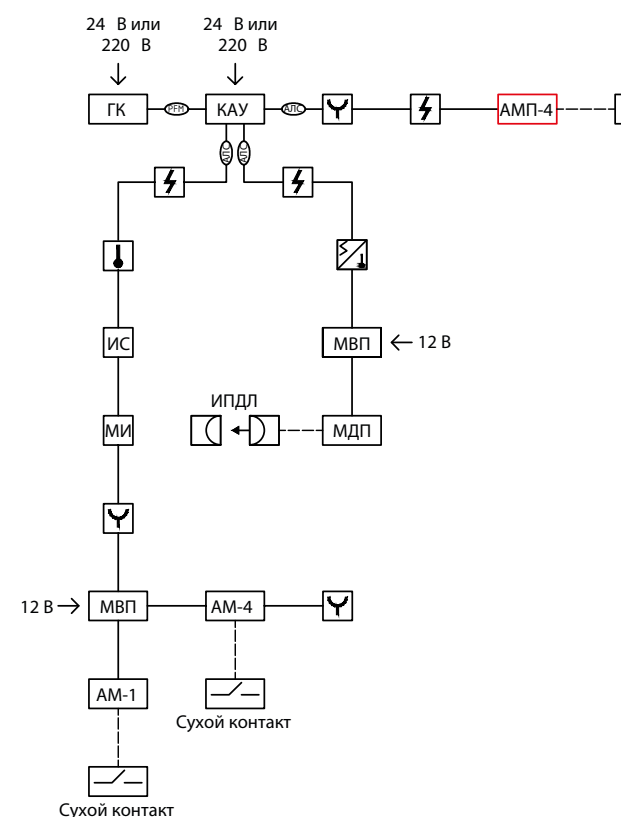 24 В или
220 В
24 В или
220 В
ГК
PFM
КАУ
АЛС
АМП-4
АЛС
АЛС
ИС
МВП
12 В
ИПДЛ
МИ
МДП
12 В
МВП
АМ-4
АМ-1
Сухой контакт
Сухой контакт